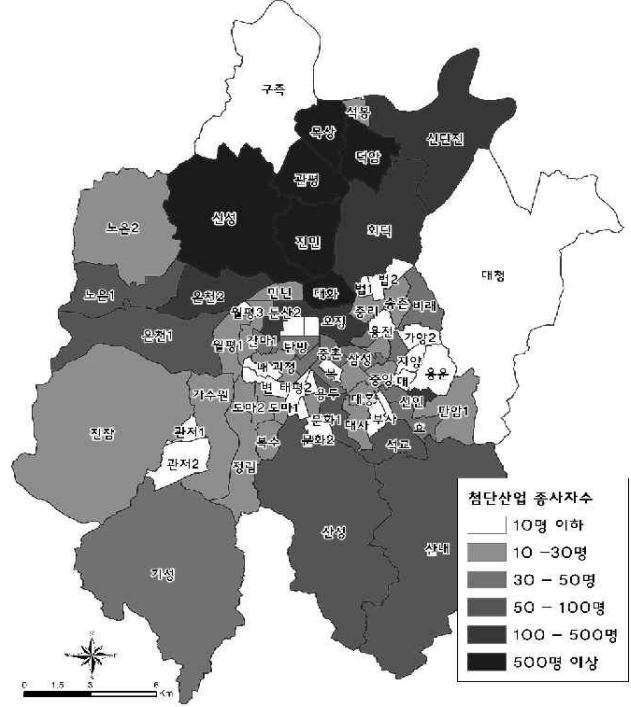 구즉
석봉
목상
신탄진
덕암
관평
신성
노은2
전민
회덕
대청
노은1
온천2
만년
대화
법1
법2
온천1
월평3
둔산2
오정
중리
송촌
비래
월평1
갈마1
탄방
용전
가양2
중촌
삼성
자양
괴정
목
중앙
대
용운
가수원
변
태평2
용두
대흥
신인
판암1
진잠
관저1
도마2
도마1
문화1
대사
부사
효
관저2
정림
복수
문화2
석교
산성
산내
기성
첨단산업 종사자수
10명 이하
10 -30명
30 - 50명
50 - 100명
100 - 500명
500명 이상
N
0 1.5 3 6
Km